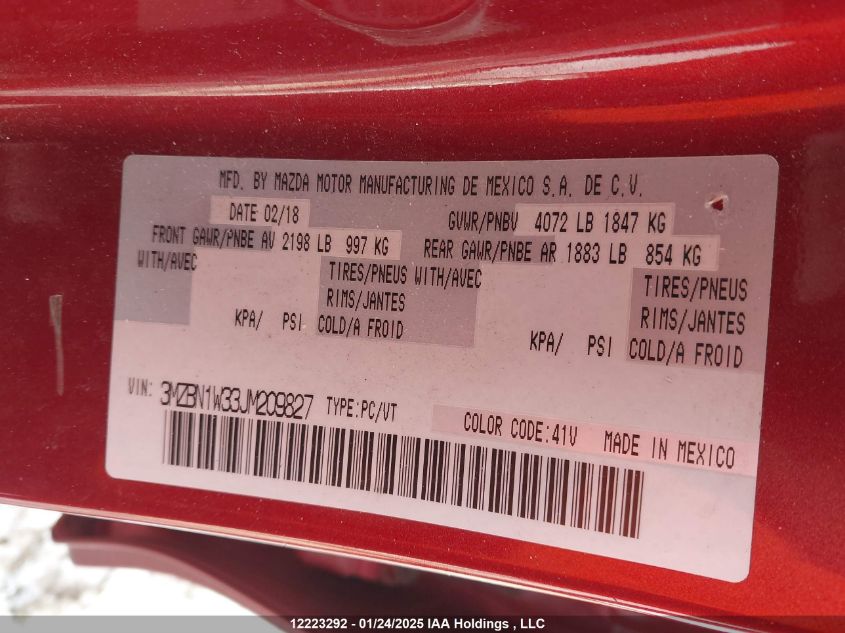 MFD. BY MAZDA MOTOR MANUFACTURING DE MEXICO S.A. DE C.V.
DATE 02/18 GVWR/PNBV 4072 LB 1847 KG
FRONT GAWR/PNBE AV 2198 LB 997 KG REAR GAWR/PNBE AR 1883 LB 854 KG
WITH/AVEC TIRES/PNEUS WITH/AVEC TIRES/PNEUS
RIMS/JANTES RIMS/JANTES
KPA/ PSI COLD/A FROID KPA/ PSI COLD/A FROID
VIN: 3MZBN1W33JM209827 TYPE:PC/VT
COLOR CODE:41V MADE IN MEXICO
12223292 - 01/24/2025 IAA Holdings , LLC